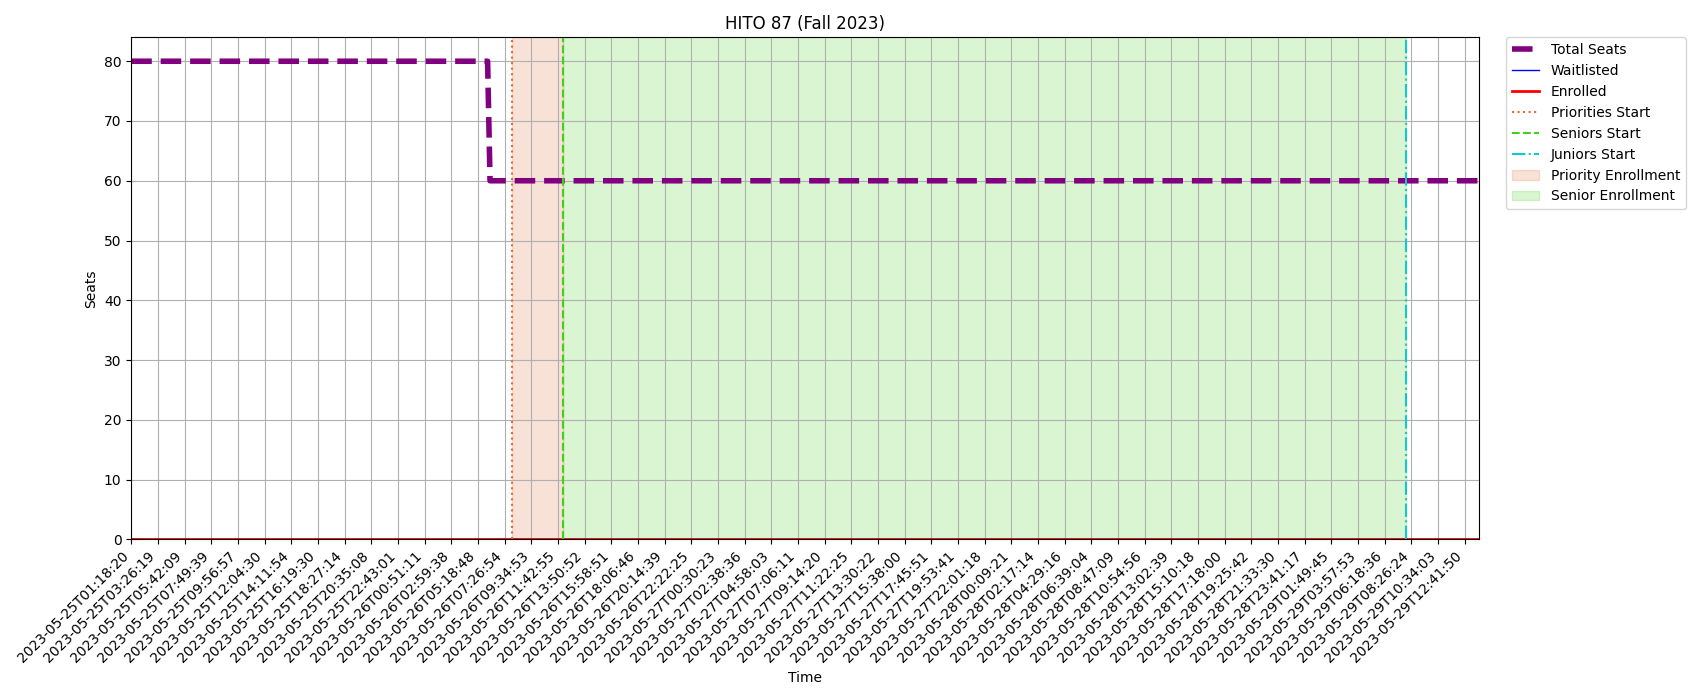 HITO 87 (Fall 2023)
Total Seats
Waitlisted
Enrolled
Priorities Start
Seniors Start
Juniors Start
Priority Enrollment
Senior Enrollment
Seats
80
70
60
50
40
30
20
10
0
2023-05-25T01:18:20
2023-05-25T03:26:19
2023-05-25T05:42:09
2023-05-25T07:49:39
2023-05-25T09:56:57
2023-05-25T12:04:30
2023-05-25T14:11:54
2023-05-25T16:19:30
2023-05-25T18:27:14
2023-05-25T20:35:08
2023-05-25T22:43:01
2023-05-26T00:51:11
2023-05-26T02:59:38
2023-05-26T05:18:48
2023-05-26T07:26:54
2023-05-26T09:34:53
2023-05-26T11:42:55
2023-05-26T13:50:52
2023-05-26T15:58:51
2023-05-26T18:06:46
2023-05-26T20:14:39
2023-05-26T22:22:25
2023-05-27T00:30:23
2023-05-27T02:38:36
2023-05-27T04:58:03
2023-05-27T07:06:11
2023-05-27T09:14:20
2023-05-27T11:22:25
2023-05-27T13:30:22
2023-05-27T15:38:00
2023-05-27T17:45:51
2023-05-27T19:53:41
2023-05-27T22:01:18
2023-05-28T00:09:21
2023-05-28T02:17:14
2023-05-28T04:29:16
2023-05-28T06:39:04
2023-05-28T08:47:09
2023-05-28T10:54:56
2023-05-28T13:02:39
2023-05-28T15:10:18
2023-05-28T17:18:00
2023-05-28T19:25:42
2023-05-28T21:33:30
2023-05-28T23:41:17
2023-05-29T01:49:45
2023-05-29T03:57:53
2023-05-29T06:18:36
2023-05-29T08:26:24
2023-05-29T10:34:03
2023-05-29T12:41:50
Time